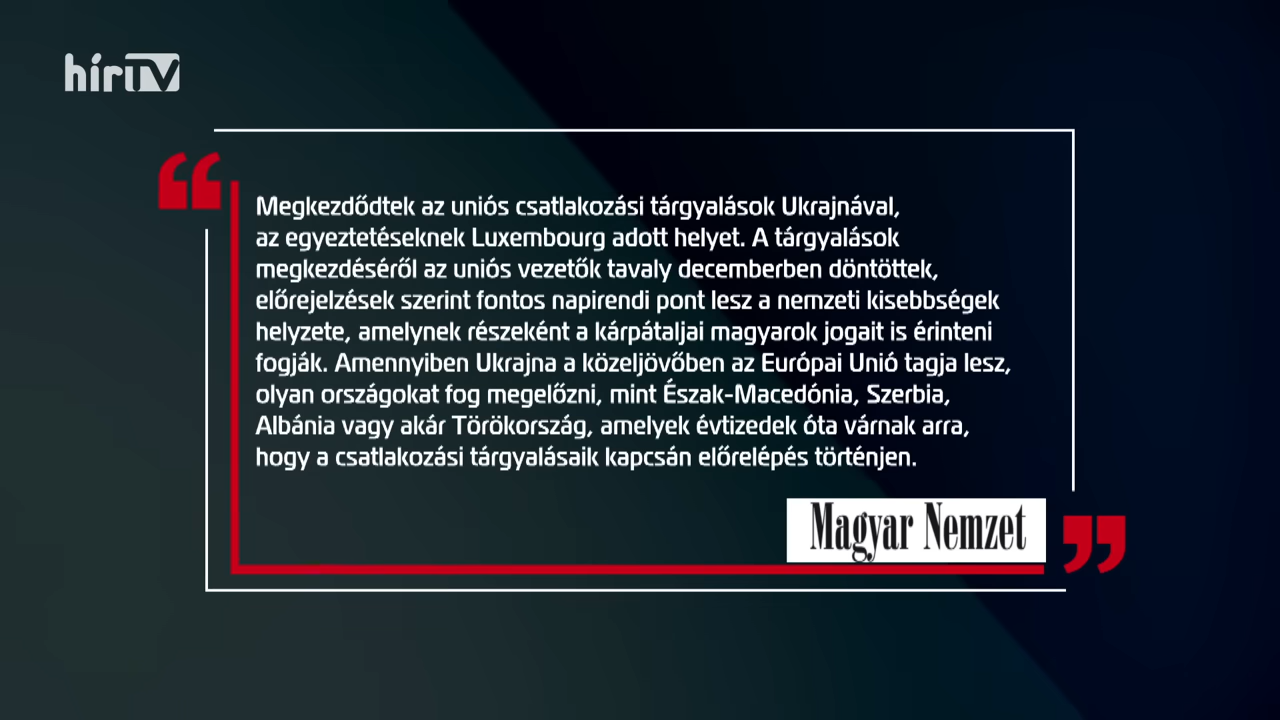 hírTV
Megkezdődtek az uniós csatlakozási tárgyalások Ukrajnával,
az egyeztetéseknek Luxembourg adott helyet. A tárgyalások
megkezdéséről az uniós vezetők tavaly decemberben döntöttek,
előrejelzések szerint fontos napirendi pont lesz a nemzeti kisebbségek
helyzete, amelynek részeként a kárpátaljai magyarok jogait is érinteni
fogják. Amennyiben Ukrajna a közeljövőben az Európai Unió tagja lesz,
olyan országokat fog megelőzni, mint Észak-Macedónia, Szerbia,
Albánia vagy akár Törökország, amelyek évtizedek óta várnak arra,
hogy a csatlakozási tárgyalásaik kapcsán előrelépés történjen.
Magyar Nemzet